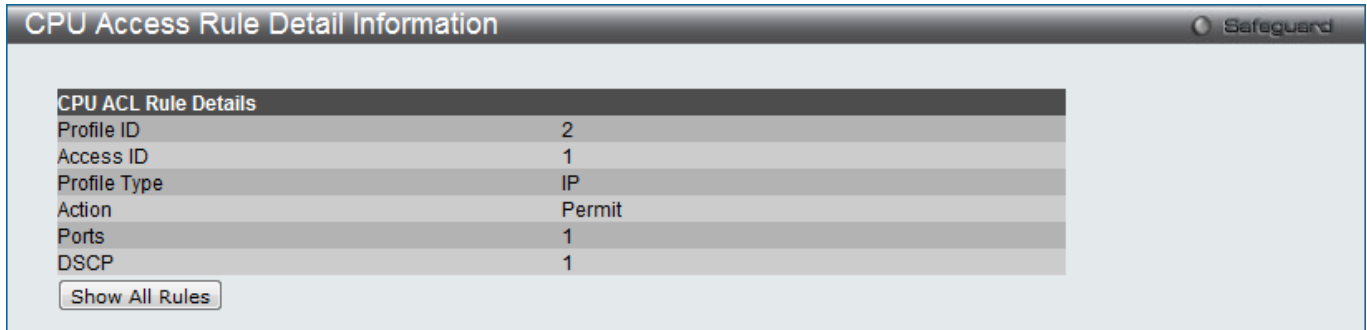 CPU Access Rule Detail Information Safeguard
CPU ACL Rule Details
Profile ID 2
Access ID 1
Profile Type IP
Action Permit
Ports 1
DSCP 1
Show All Rules